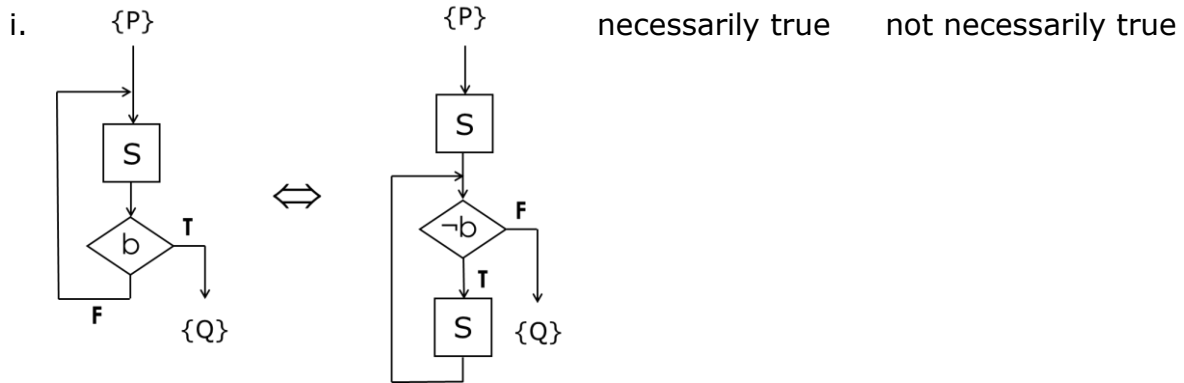 i. {P} {P} necessarily true not necessarily true
S
S
⇔
b
T
F
{Q}
¬b
F
T
S
{Q}